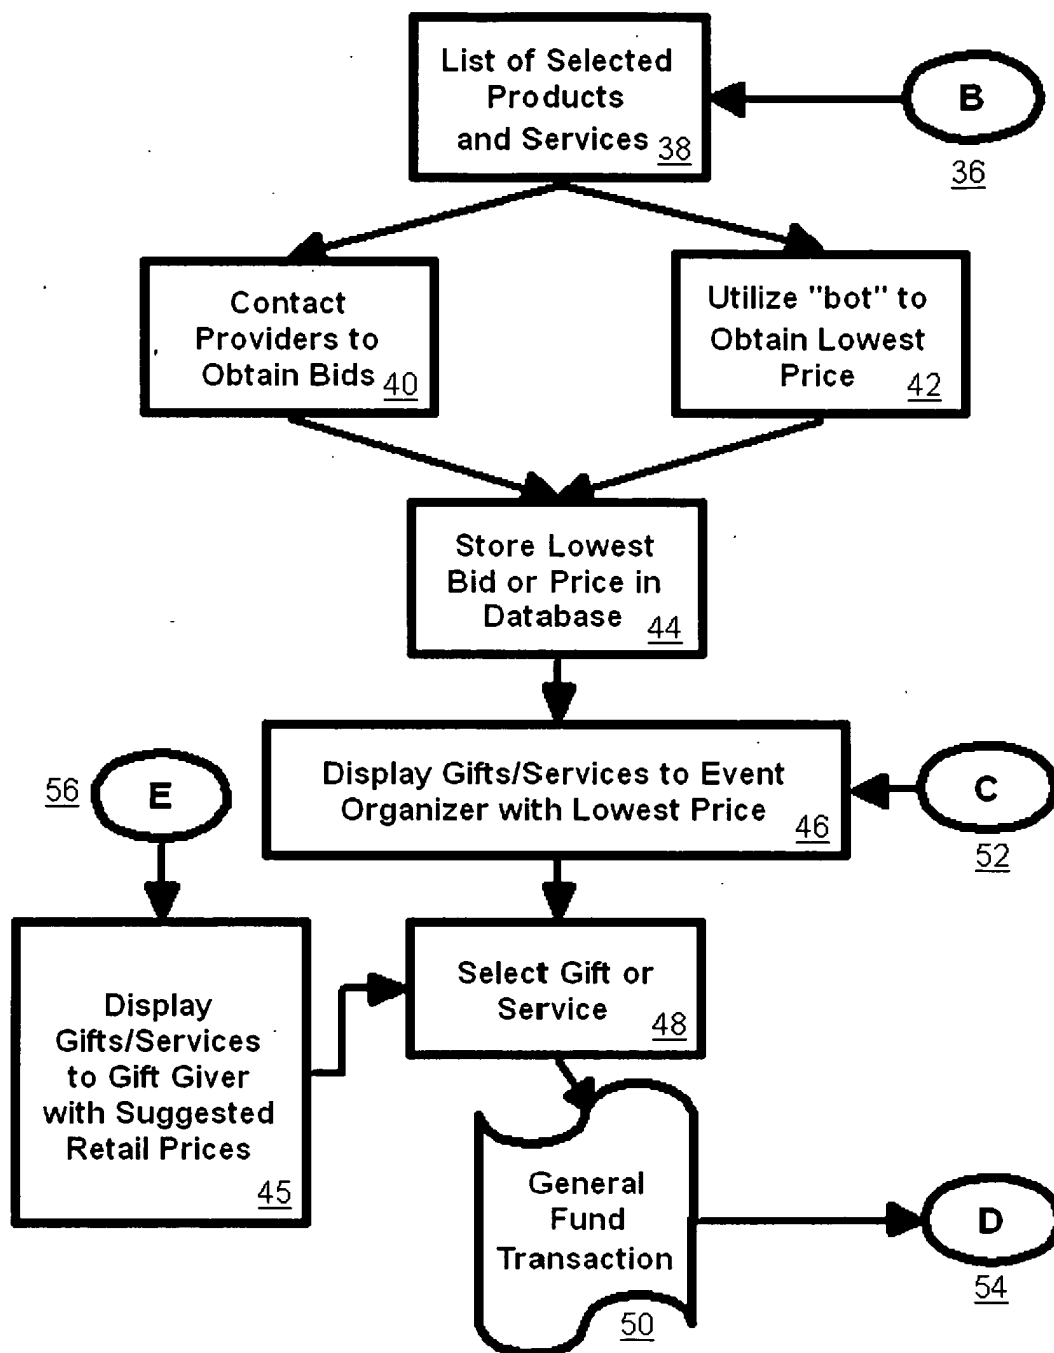 List of Selected
Products
and Services
38
B
36
Contact
Providers to
Obtain Bids
40
Utilize "bot" to
Obtain Lowest
Price
42
Store Lowest
Bid or Price in
Database
44
56
E
Display Gifts/Services to Event
Organizer with Lowest Price
46
C
52
Display
Gifts/Services
to Gift Giver
with Suggested
Retail Prices
45
Select Gift or
Service
48
General
Fund
Transaction
50
D
54